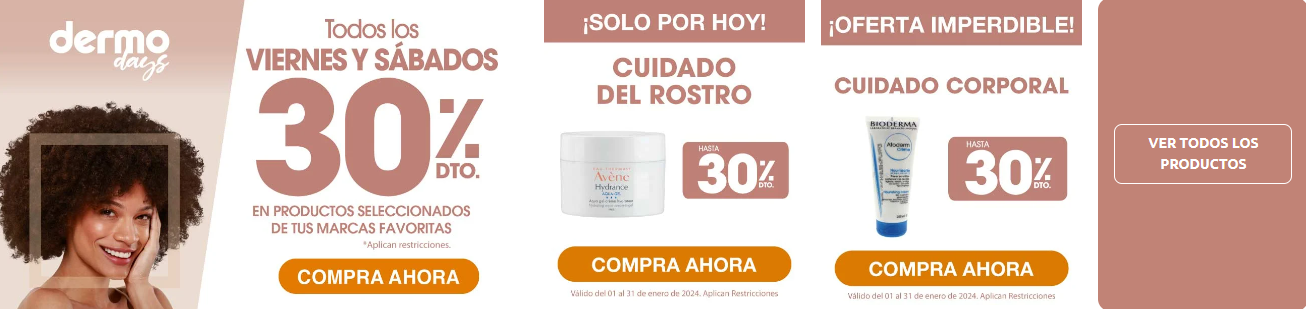 dermo
days
Todos los
VIERNES Y SÁBADOS
30%
DTO.
EN PRODUCTOS SELECCIONADOS
DE TUS MARCAS FAVORITAS
*Aplican restricciones.
COMPRA AHORA
¡SOLO POR HOY!
CUIDADO
DEL ROSTRO
Avène
Hydrance
AQUA-GEL
HASTA
30%
DTO.
COMPRA AHORA
Válido del 01 al 31 de enero de 2024. Aplican Restricciones
¡OFERTA IMPERDIBLE!
CUIDADO CORPORAL
BIODERMA
Atoderm
Crème
HASTA
30%
DTO.
COMPRA AHORA
Válido del 01 al 31 de enero de 2024. Aplican Restricciones
VER TODOS LOS
PRODUCTOS